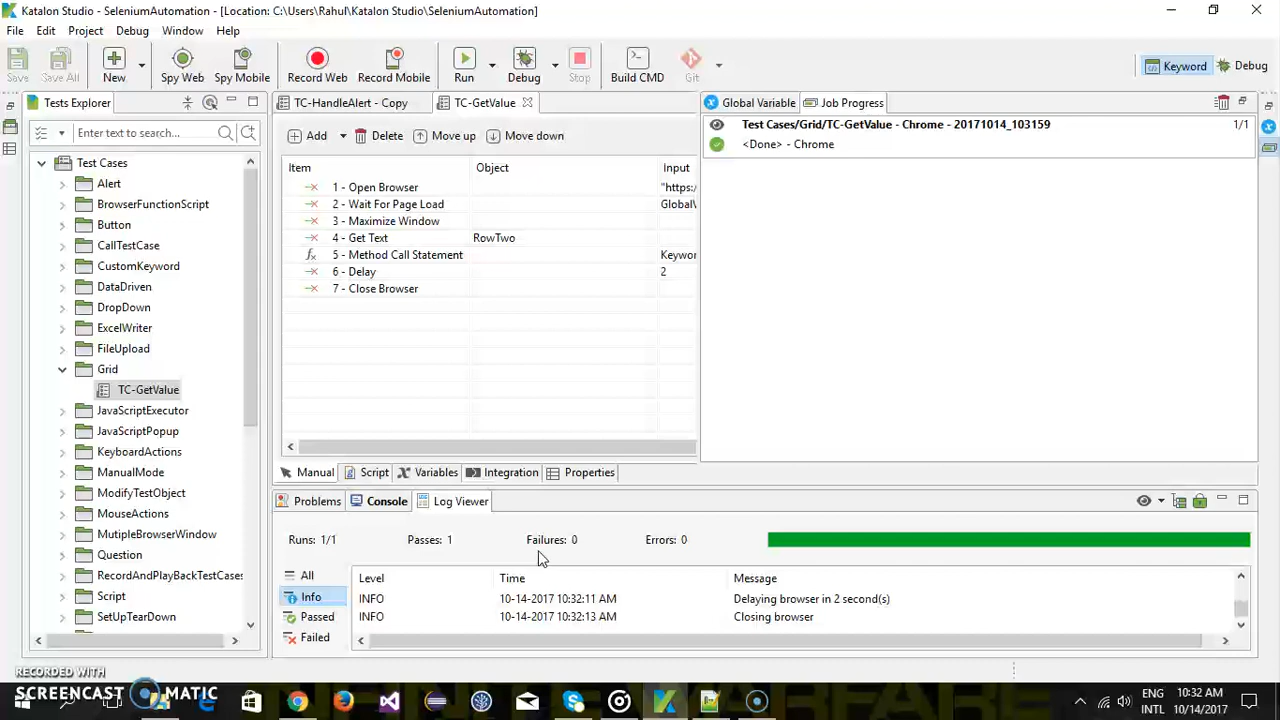 Katalon Studio - SeleniumAutomation - [Location: C:\Users\Rahul\Katalon Studio\SeleniumAutomation]
File Edit Project Debug Window Help
Save Save All New Spy Web Spy Mobile Record Web Record Mobile Run Debug Stop Build CMD Git Keyword Debug
Tests Explorer
Enter text to search...
Test Cases
Alert
BrowserFunctionScript
Button
CallTestCase
CustomKeyword
DataDriven
DropDown
ExcelWriter
FileUpload
Grid
TC-GetValue
JavaScriptExecutor
JavaScriptPopup
KeyboardActions
ManualMode
ModifyTestObject
MouseActions
MutipleBrowserWindow
Question
RecordAndPlayBackTestCases
Script
SetUpTearDown
TC-HandleAlert - Copy TC-GetValue
Add Delete Move up Move down
Item Object Input
1 - Open Browser "https:/
2 - Wait For Page Load GlobalV
3 - Maximize Window
4 - Get Text RowTwo
5 - Method Call Statement Keywor
6 - Delay 2
7 - Close Browser
Manual Script Variables Integration Properties
Global Variable Job Progress
Test Cases/Grid/TC-GetValue - Chrome - 20171014_103159 1/1
<Done> - Chrome
Problems Console Log Viewer
Runs: 1/1 Passes: 1 Failures: 0 Errors: 0
All
Info
Passed
Failed
Level Time Message
INFO 10-14-2017 10:32:11 AM Delaying browser in 2 second(s)
INFO 10-14-2017 10:32:13 AM Closing browser
RECORDED WITH
SCREENCAST MATIC
ENG
INTL
10:32 AM
10/14/2017